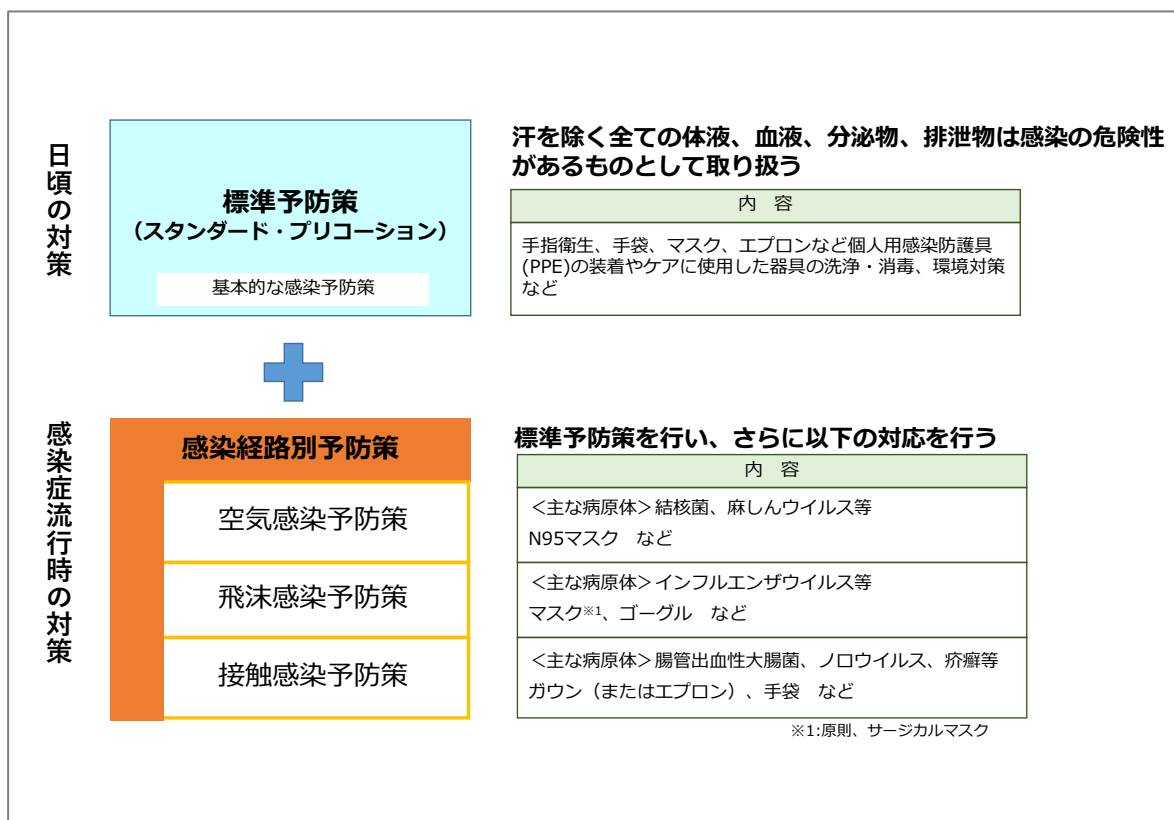 日頃の対策
標準予防策
（スタンダード・プリコーション）
基本的な感染予防策
汗を除く全ての体液、血液、分泌物、排泄物は感染の危険性
があるものとして取り扱う
内　容
手指衛生、手袋、マスク、エプロンなど個人用感染防護具
(PPE)の装着やケアに使用した器具の洗浄・消毒、環境対策
など
感染症流行時の対策
感染経路別予防策
標準予防策を行い、さらに以下の対応を行う
内　容
空気感染予防策
＜主な病原体＞結核菌、麻しんウイルス等
N95マスク　など
飛沫感染予防策
＜主な病原体＞インフルエンザウイルス等
マスク※1、ゴーグル　など
接触感染予防策
＜主な病原体＞腸管出血性大腸菌、ノロウイルス、疥癬等
ガウン（またはエプロン）、手袋　など
※1:原則、サージカルマスク